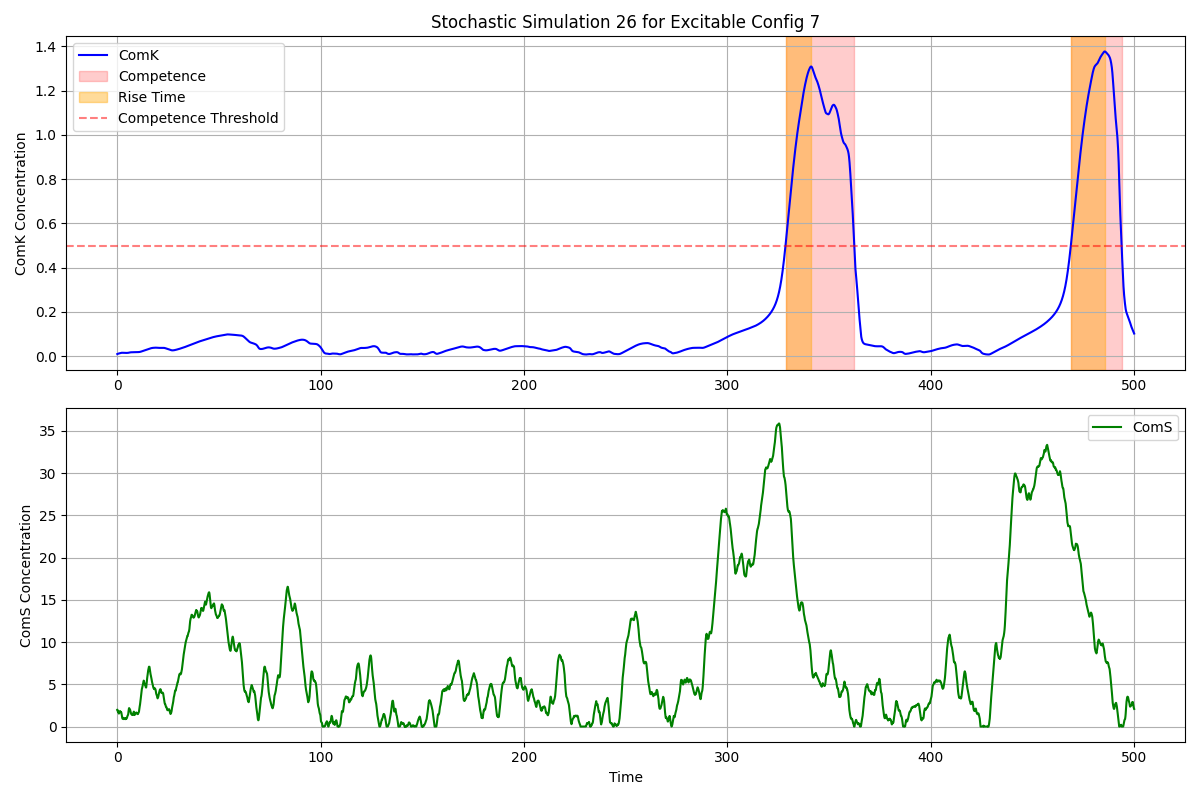 Stochastic Simulation 26 for Excitable Config 7
ComK Concentration
1.4
1.2
1.0
0.8
0.6
0.4
0.2
0.0
ComK
Competence
Rise Time
Competence Threshold
0 100 200 300 400 500
ComS Concentration
35
30
25
20
15
10
5
0
ComS
0 100 200 300 400 500
Time